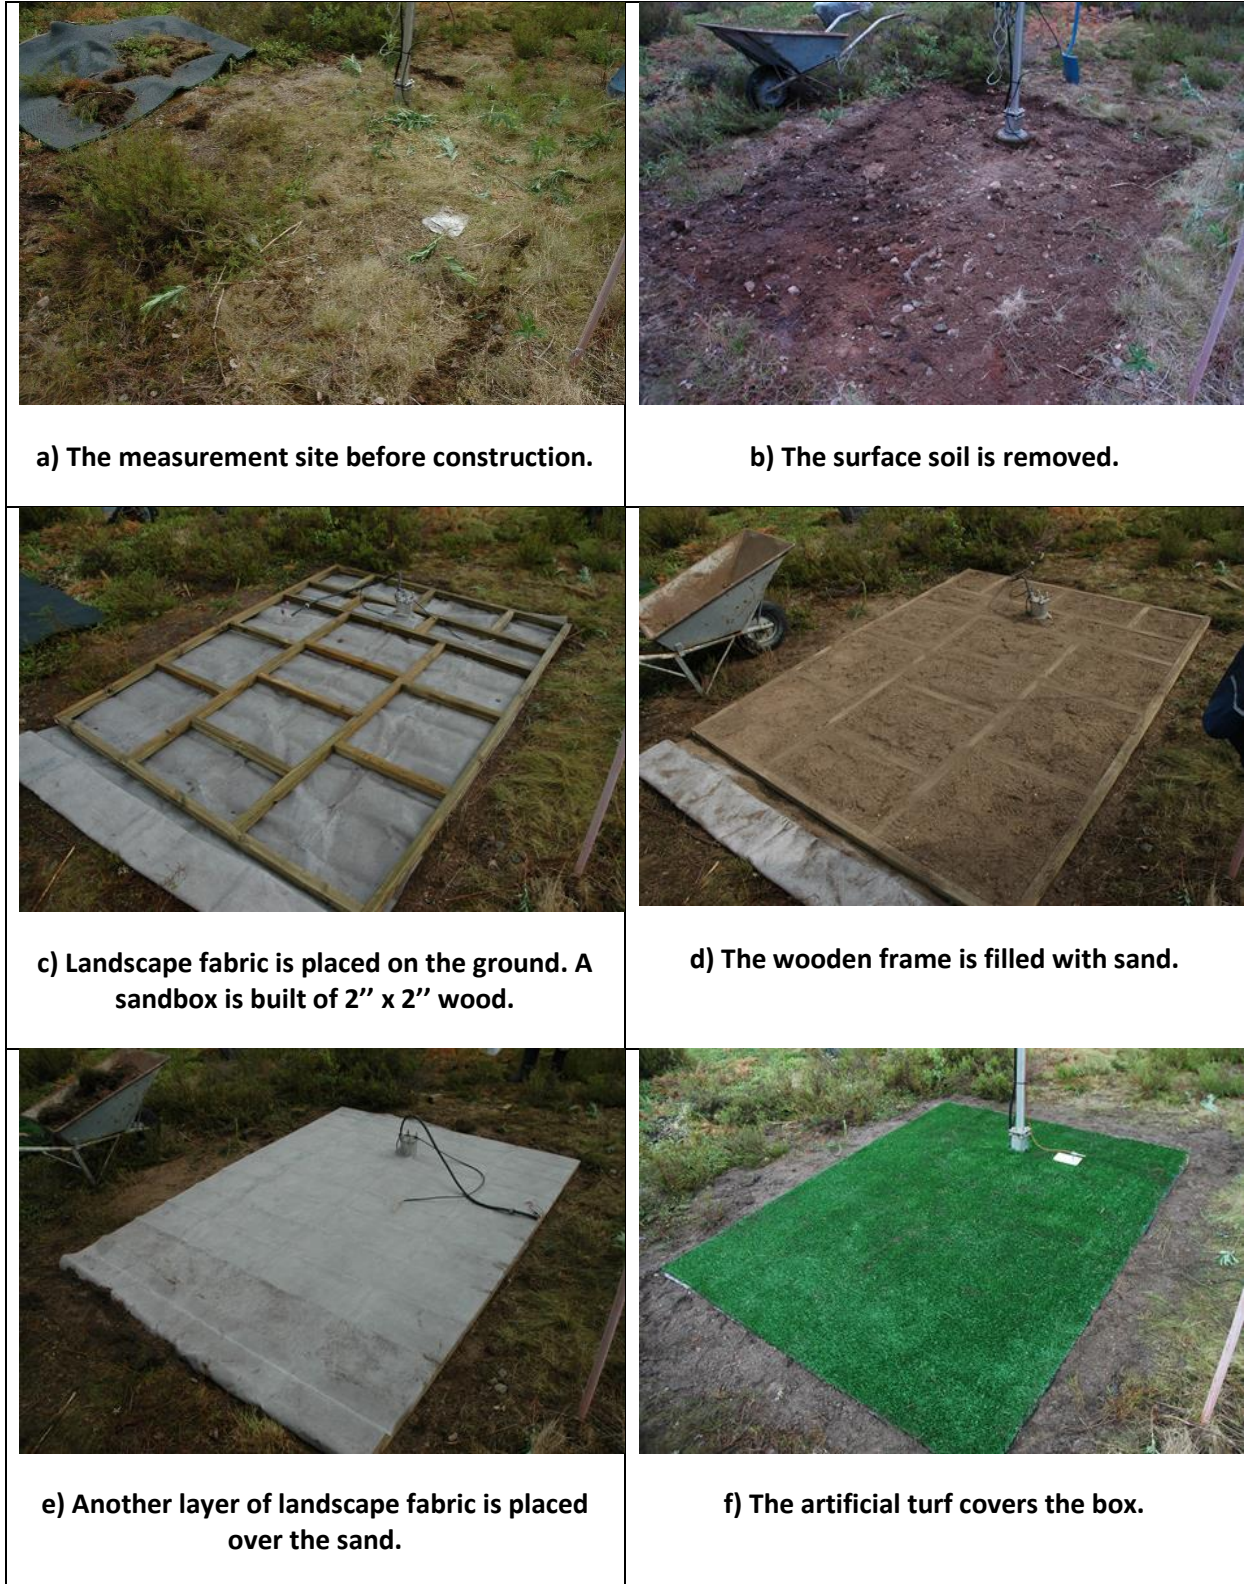 a) The measurement site before construction.
b) The surface soil is removed.
c) Landscape fabric is placed on the ground. A
sandbox is built of 2’’ x 2’’ wood.
d) The wooden frame is filled with sand.
e) Another layer of landscape fabric is placed
over the sand.
f) The artificial turf covers the box.